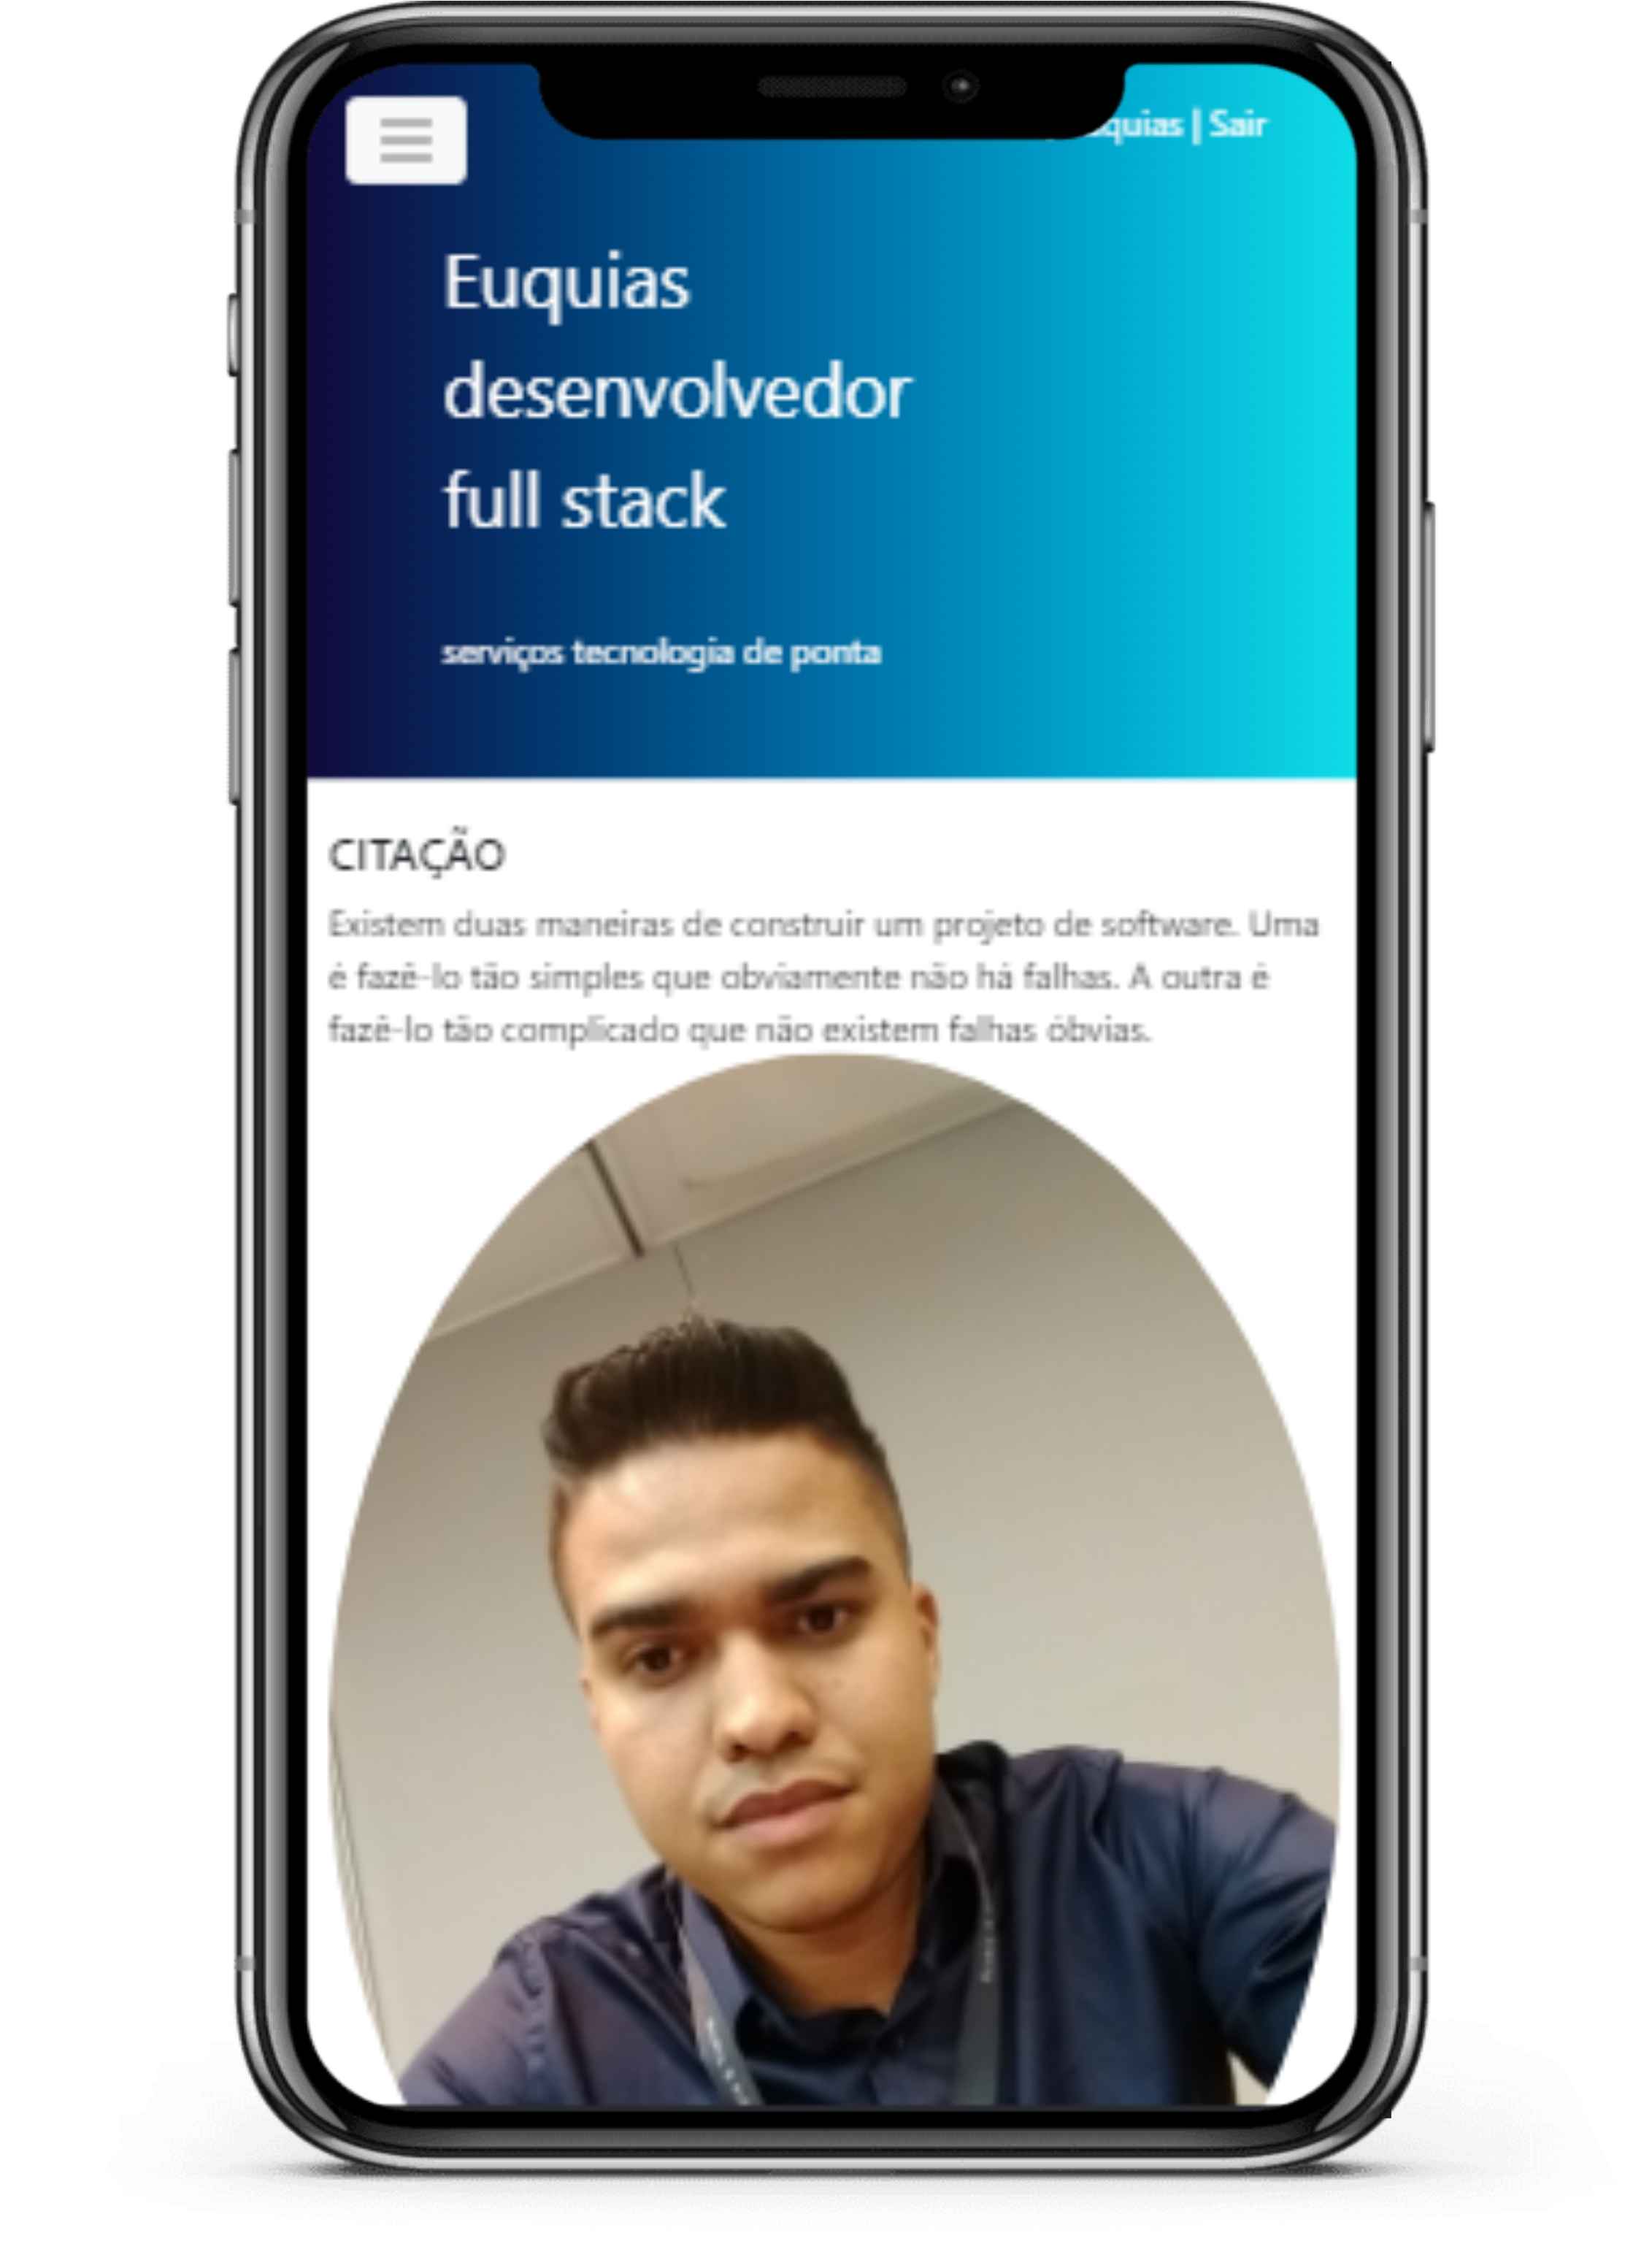 quias | Sair
Euquias
desenvolvedor
full stack
serviços tecnologia de ponta
CITAÇÃO
Existem duas maneiras de construir um projeto de software. Uma
é fazê-lo tão simples que obviamente não há falhas. A outra é
fazê-lo tão complicado que não existem falhas óbvias.